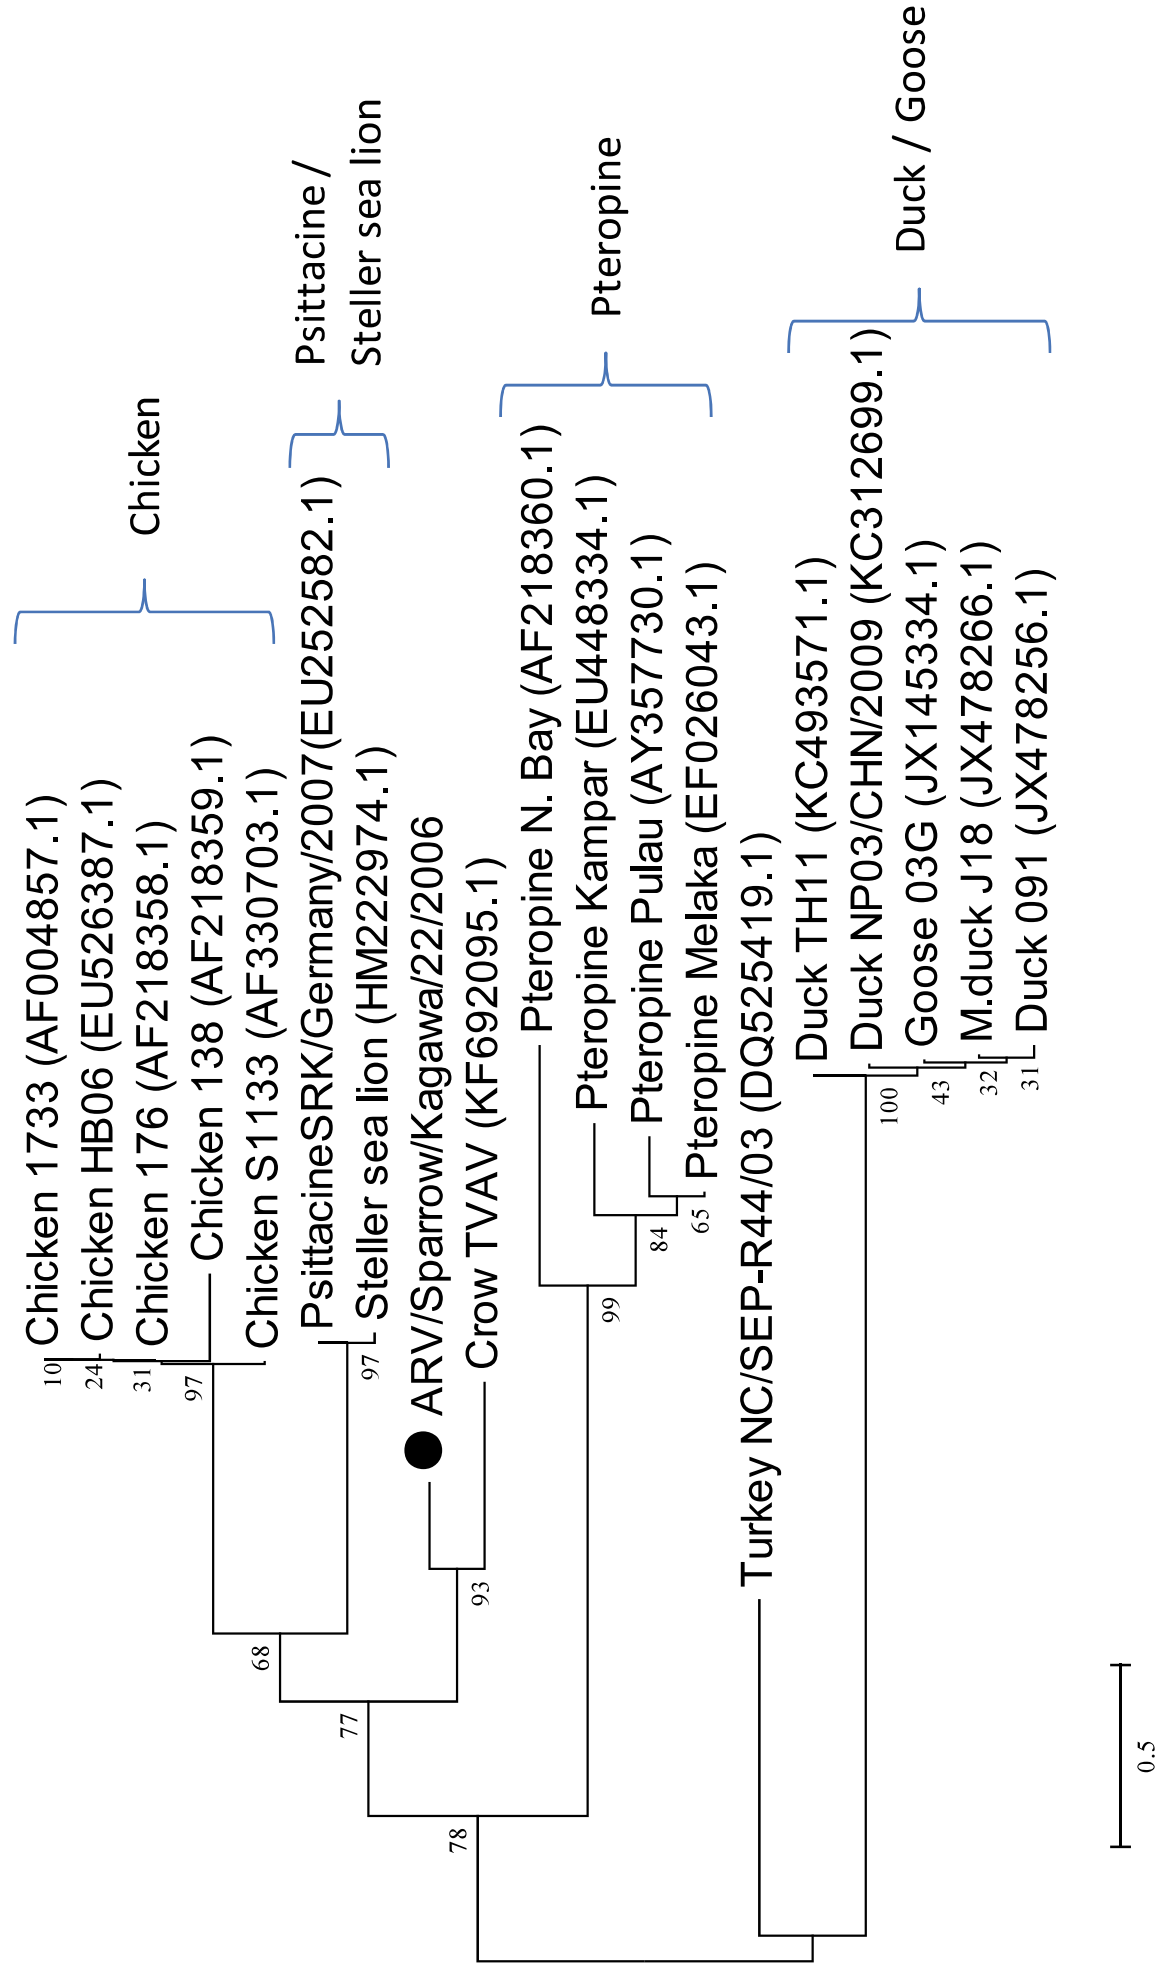 Chicken 1733 (AF004857.1)
Chicken HB06 (EU526387.1)
Chicken 176 (AF218358.1)
Chicken 138 (AF218359.1)
Chicken S1133 (AF330703.1)
PsittacineSRK/Germany/2007(EU252582.1)
Steller sea lion (HM222974.1)
ARV/Sparrow/Kagawa/22/2006
Crow TVAV (KF692095.1)
Pteropine N. Bay (AF218360.1)
Pteropine Kampar (EU448334.1)
Pteropine Pulau (AY357730.1)
Pteropine Melaka (EF026043.1)
Turkey NC/SEP-R44/03 (DQ525419.1)
Duck TH11 (KC493571.1)
Duck NP03/CHN/2009 (KC312699.1)
Goose 03G (JX145334.1)
M.duck J18 (JX478266.1)
Duck 091 (JX478256.1)
Chicken
Psittacine /
Steller sea lion
Pteropine
Duck / Goose
10
24
31
97
97
68
93
77
78
99
84
65
100
43
32
31
0.5